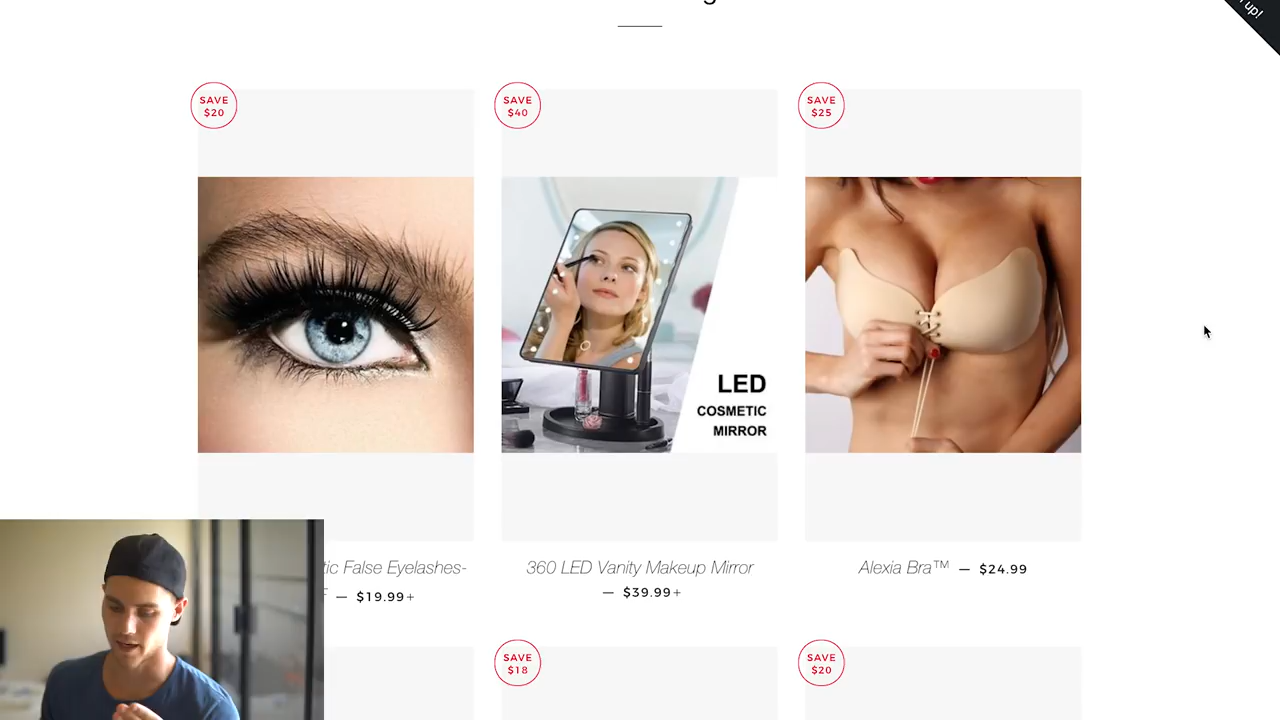 up!
SAVE
$20
SAVE
$40
SAVE
$25
LED
COSMETIC
MIRROR
tic False Eyelashes-
— $19.99+
360 LED Vanity Makeup Mirror
— $39.99+
Alexia Bra™ — $24.99
SAVE
$18
SAVE
$20